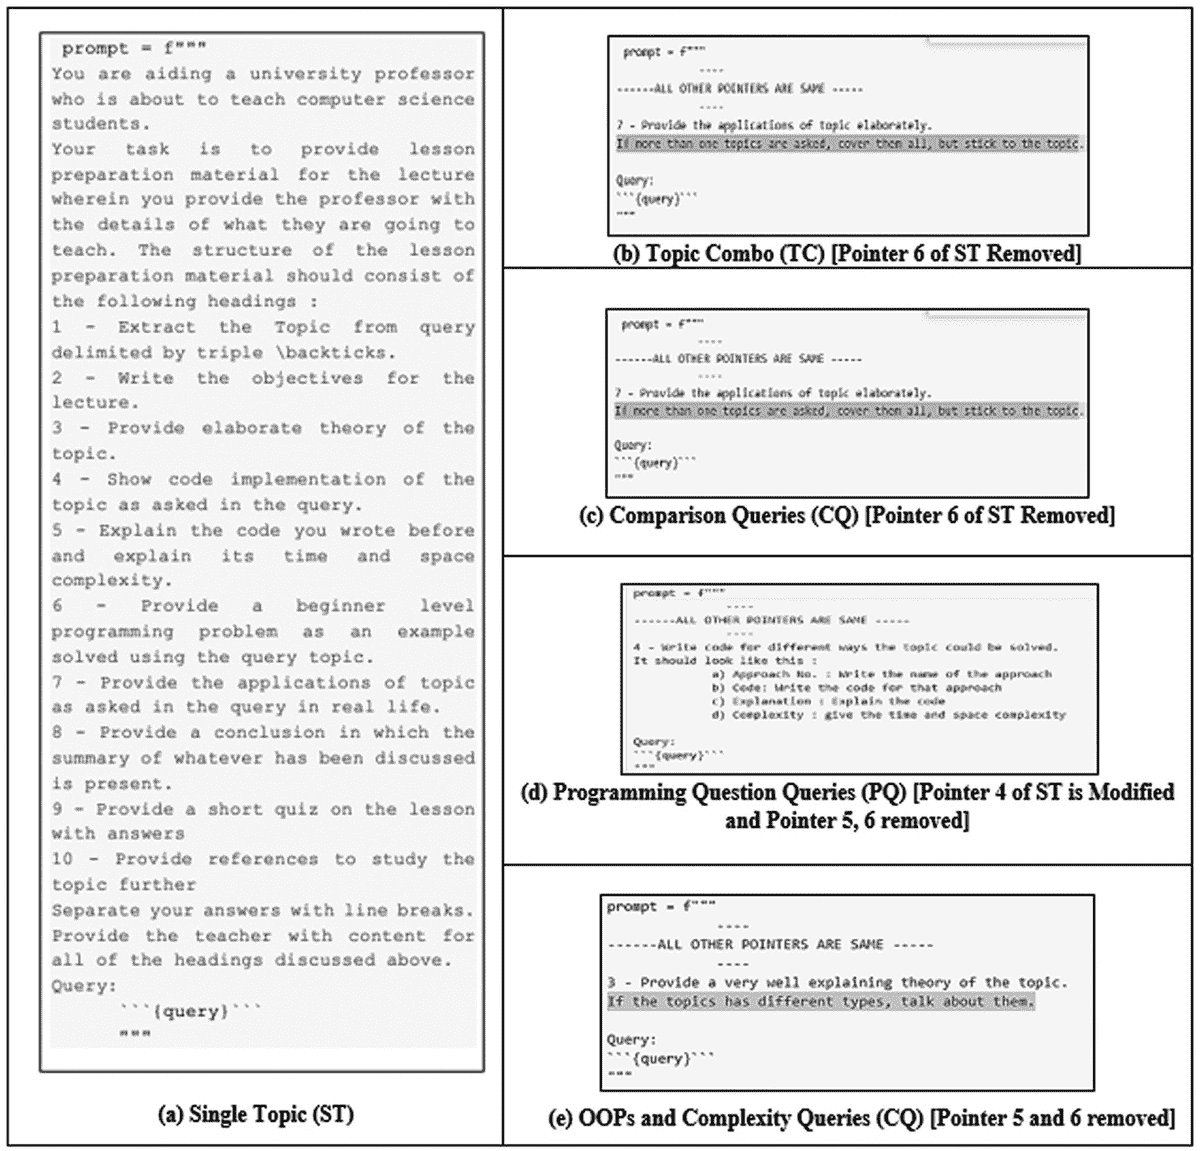 prompt = f"""
You are aiding a university professor
who is about to teach computer science
students.
Your task is to provide lesson
preparation material for the lecture
wherein you provide the professor with
the details of what they are going to
teach. The structure of the lesson
preparation material should consist of
the following headings :
1 - Extract the Topic from query
delimited by triple \backticks.
2 - Write the objectives for the
lecture.
3 - Provide elaborate theory of the
topic.
4 - Show code implementation of the
topic as asked in the query.
5 - Explain the code you wrote before
and explain its time and space
complexity.
6 - Provide a beginner level
programming problem as an example
solved using the query topic.
7 - Provide the applications of topic
as asked in the query in real life.
8 - Provide a conclusion in which the
summary of whatever has been discussed
is present.
9 - Provide a short quiz on the lesson
with answers
10 - Provide references to study the
topic further
Separate your answers with line breaks.
Provide the teacher with content for
all of the headings discussed above.
Query:
```{query}```
"""
(a) Single Topic (ST)
prompt = f"""
----
------ALL OTHER POINTERS ARE SAME -----
----
7 - Provide the applications of topic elaborately.
If more than one topics are asked, cover them all, but stick to the topic.
Query:
```{query}```
"""
(b) Topic Combo (TC) [Pointer 6 of ST Removed]
prompt = f"""
----
------ALL OTHER POINTERS ARE SAME -----
----
7 - Provide the applications of topic elaborately.
If more than one topics are asked, cover them all, but stick to the topic.
Query:
```{query}```
"""
(c) Comparison Queries (CQ) [Pointer 6 of ST Removed]
prompt = f"""
----
------ALL OTHER POINTERS ARE SAME -----
----
4 - Write code for different ways the topic could be solved.
It should look like this :
a) Approach No. : Write the name of the approach
b) Code: Write the code for that approach
c) Explanation : Explain the code
d) Complexity : give the time and space complexity
Query:
```{query}```
"""
(d) Programming Question Queries (PQ) [Pointer 4 of ST is Modified
and Pointer 5, 6 removed]
prompt = f"""
----
------ALL OTHER POINTERS ARE SAME -----
----
3 - Provide a very well explaining theory of the topic.
If the topics has different types, talk about them.
Query:
```{query}```
"""
(e) OOPs and Complexity Queries (CQ) [Pointer 5 and 6 removed]